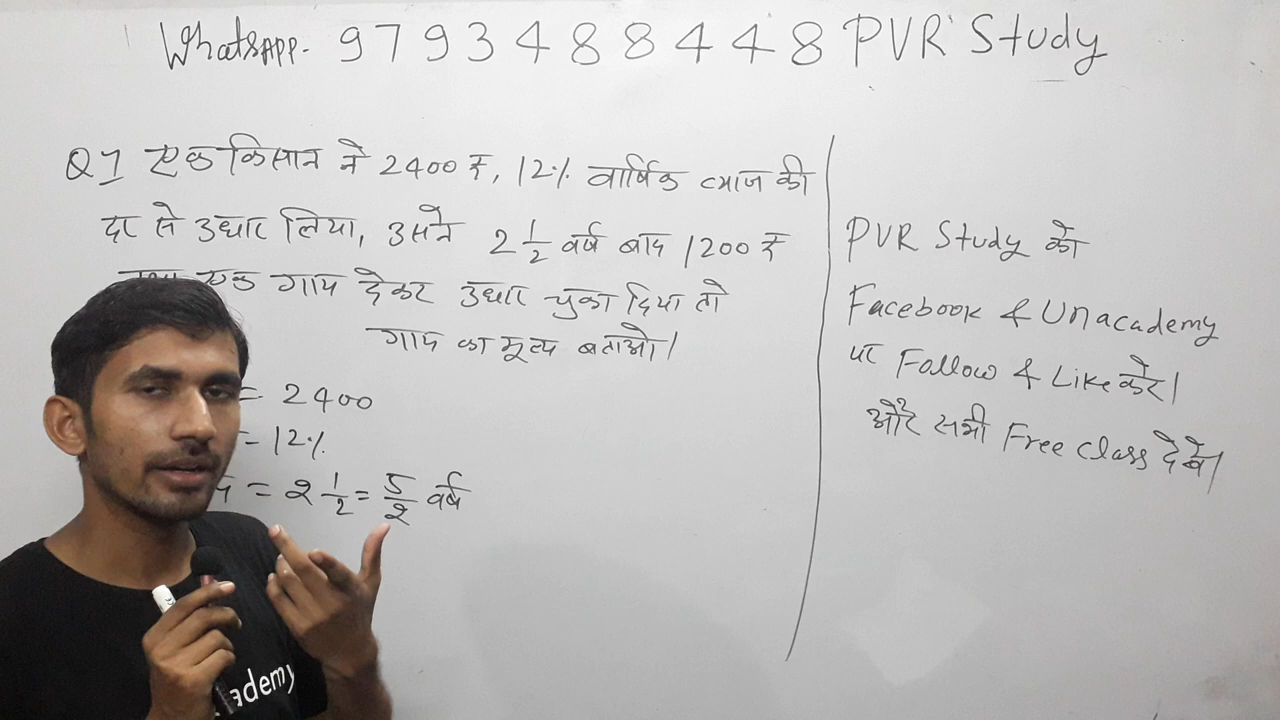 WhatsApp. 9793488448 PVR Study
Q1 एक किसान ने 2400 ₹, 12% वार्षिक ब्याज की
दर से उधार लिया, उसने 2 1/2 वर्ष बाद 1200 ₹
एक गाय देकर उधार चुका दिया तो
गाय का मूल्य बताओ।
= 2400
= 12%
= 2 1/2 = 5/2 वर्ष
PVR Study को
Facebook & Unacademy
पर Follow & Like करे।
और सभी Free class देखे।
ademy